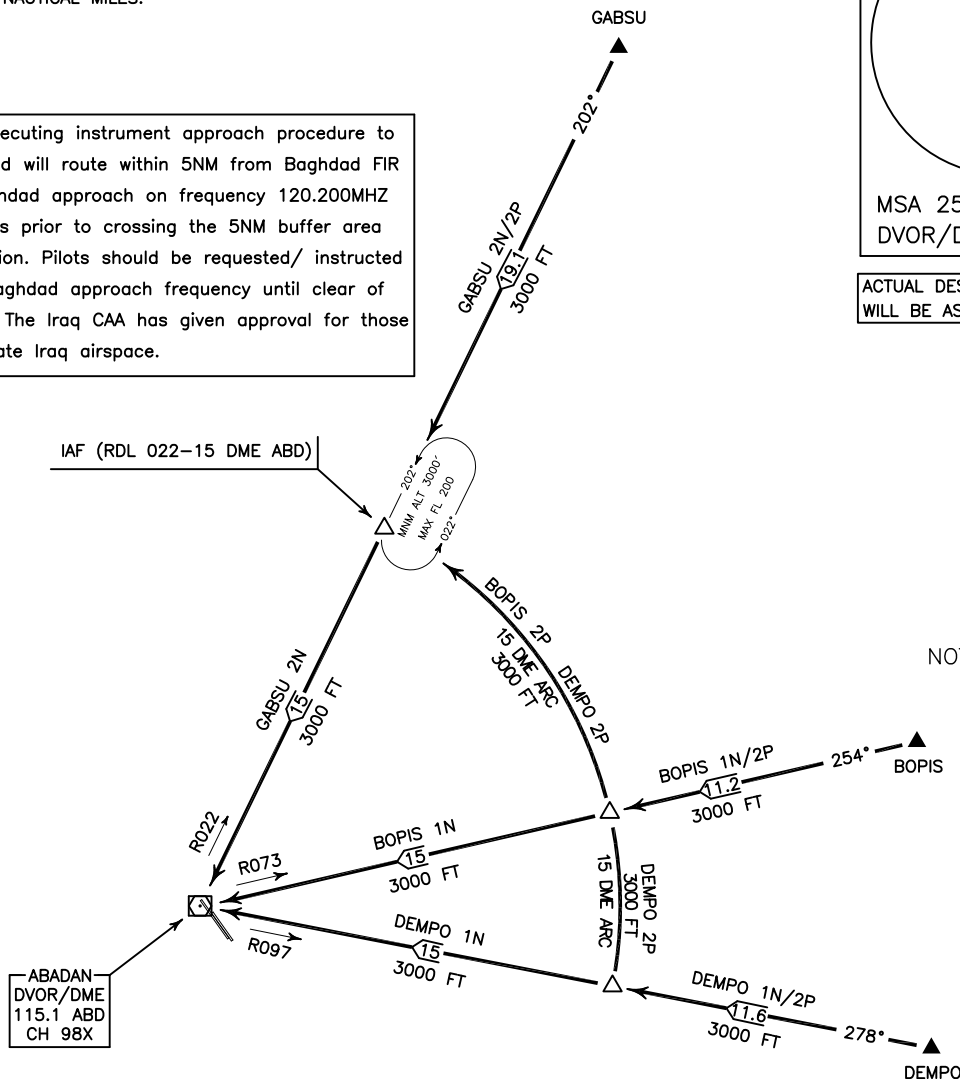 NAUTICAL MILES.
GABSU
ecuting instrument approach procedure to
d will route within 5NM from Baghdad FIR
hdad approach on frequency 120.200MHZ
s prior to crossing the 5NM buffer area
ion. Pilots should be requested/ instructed
aghdad approach frequency until clear of
The Iraq CAA has given approval for those
ate Iraq airspace.
MSA 25
DVOR/D
ACTUAL DES
WILL BE AS
202°
GABSU 2N/2P
19.1
3000 FT
IAF (RDL 022-15 DME ABD)
202°
MNM ALT 3000'
MAX FL 200
022°
BOPIS 2P
15 DME ARC
3000 FT
DEMPO 2P
NOT
GABSU 2N
15
3000 FT
BOPIS 1N/2P
11.2
3000 FT
254°
BOPIS
R022
R073
BOPIS 1N
15
3000 FT
DEMPO 2P
3000 FT
15 DME ARC
R097
DEMPO 1N
15
3000 FT
ABADAN
DVOR/DME
115.1 ABD
CH 98X
DEMPO 1N/2P
11.6
3000 FT
278°
DEMPO